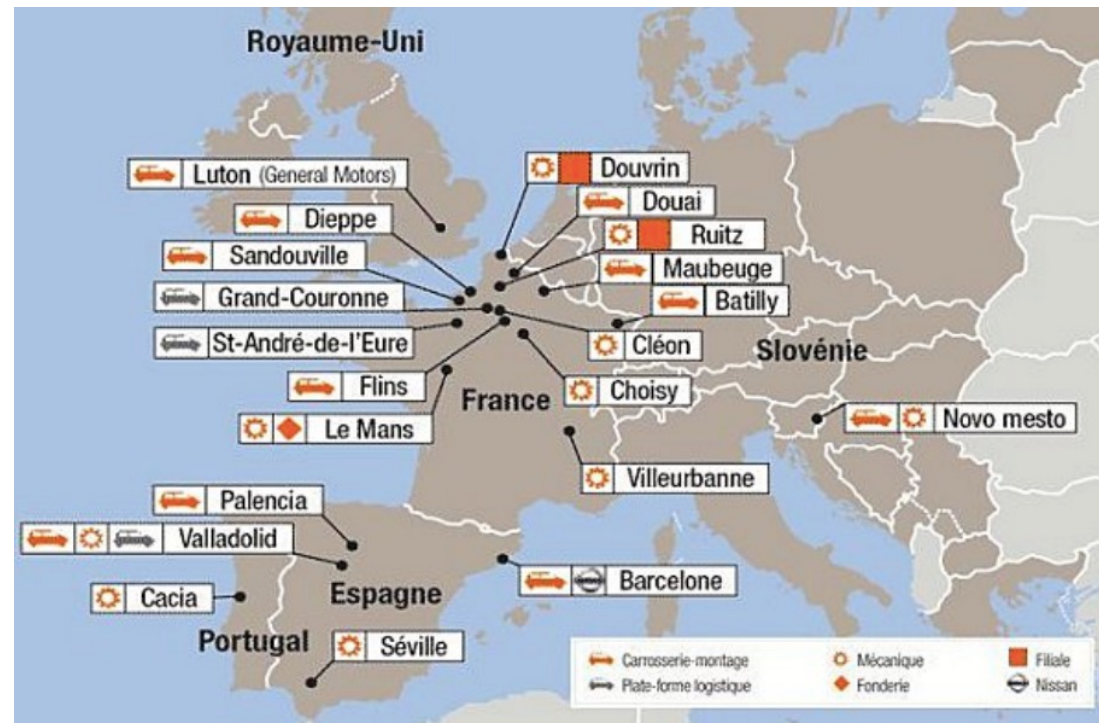 Royaume-Uni
Luton (General Motors)
Dieppe
Sandouville
Grand-Couronne
St-André-de-l'Eure
Flins
Le Mans
Douvrin
Douai
Ruitz
Maubeuge
Batilly
Cléon
Choisy
Villeurbanne
Slovénie
France
Novo mesto
Palencia
Valladolid
Cacia
Espagne
Portugal
Séville
Barcelone
Carrosserie-montage
Plate-forme logistique
Mécanique
Fonderie
Filiale
Nissan